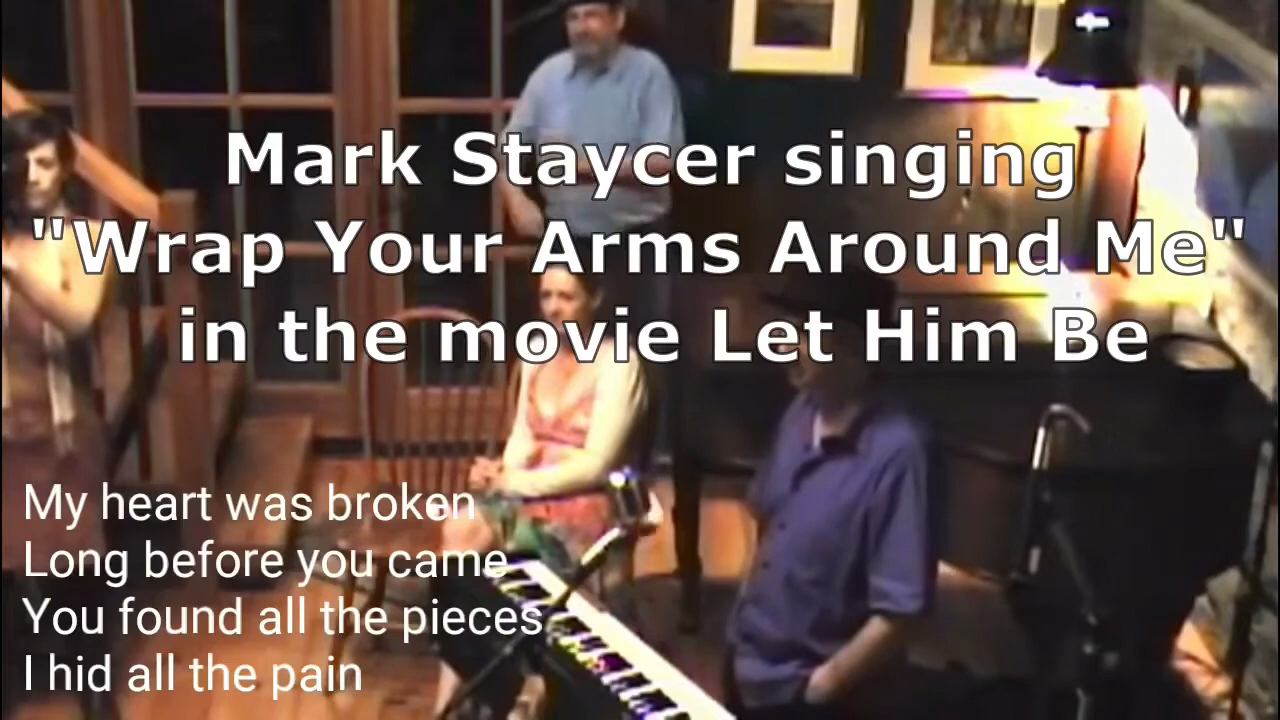 Mark Staycer singing
"Wrap Your Arms Around Me"
in the movie Let Him Be
My heart was broken
Long before you came
You found all the pieces
I hid all the pain